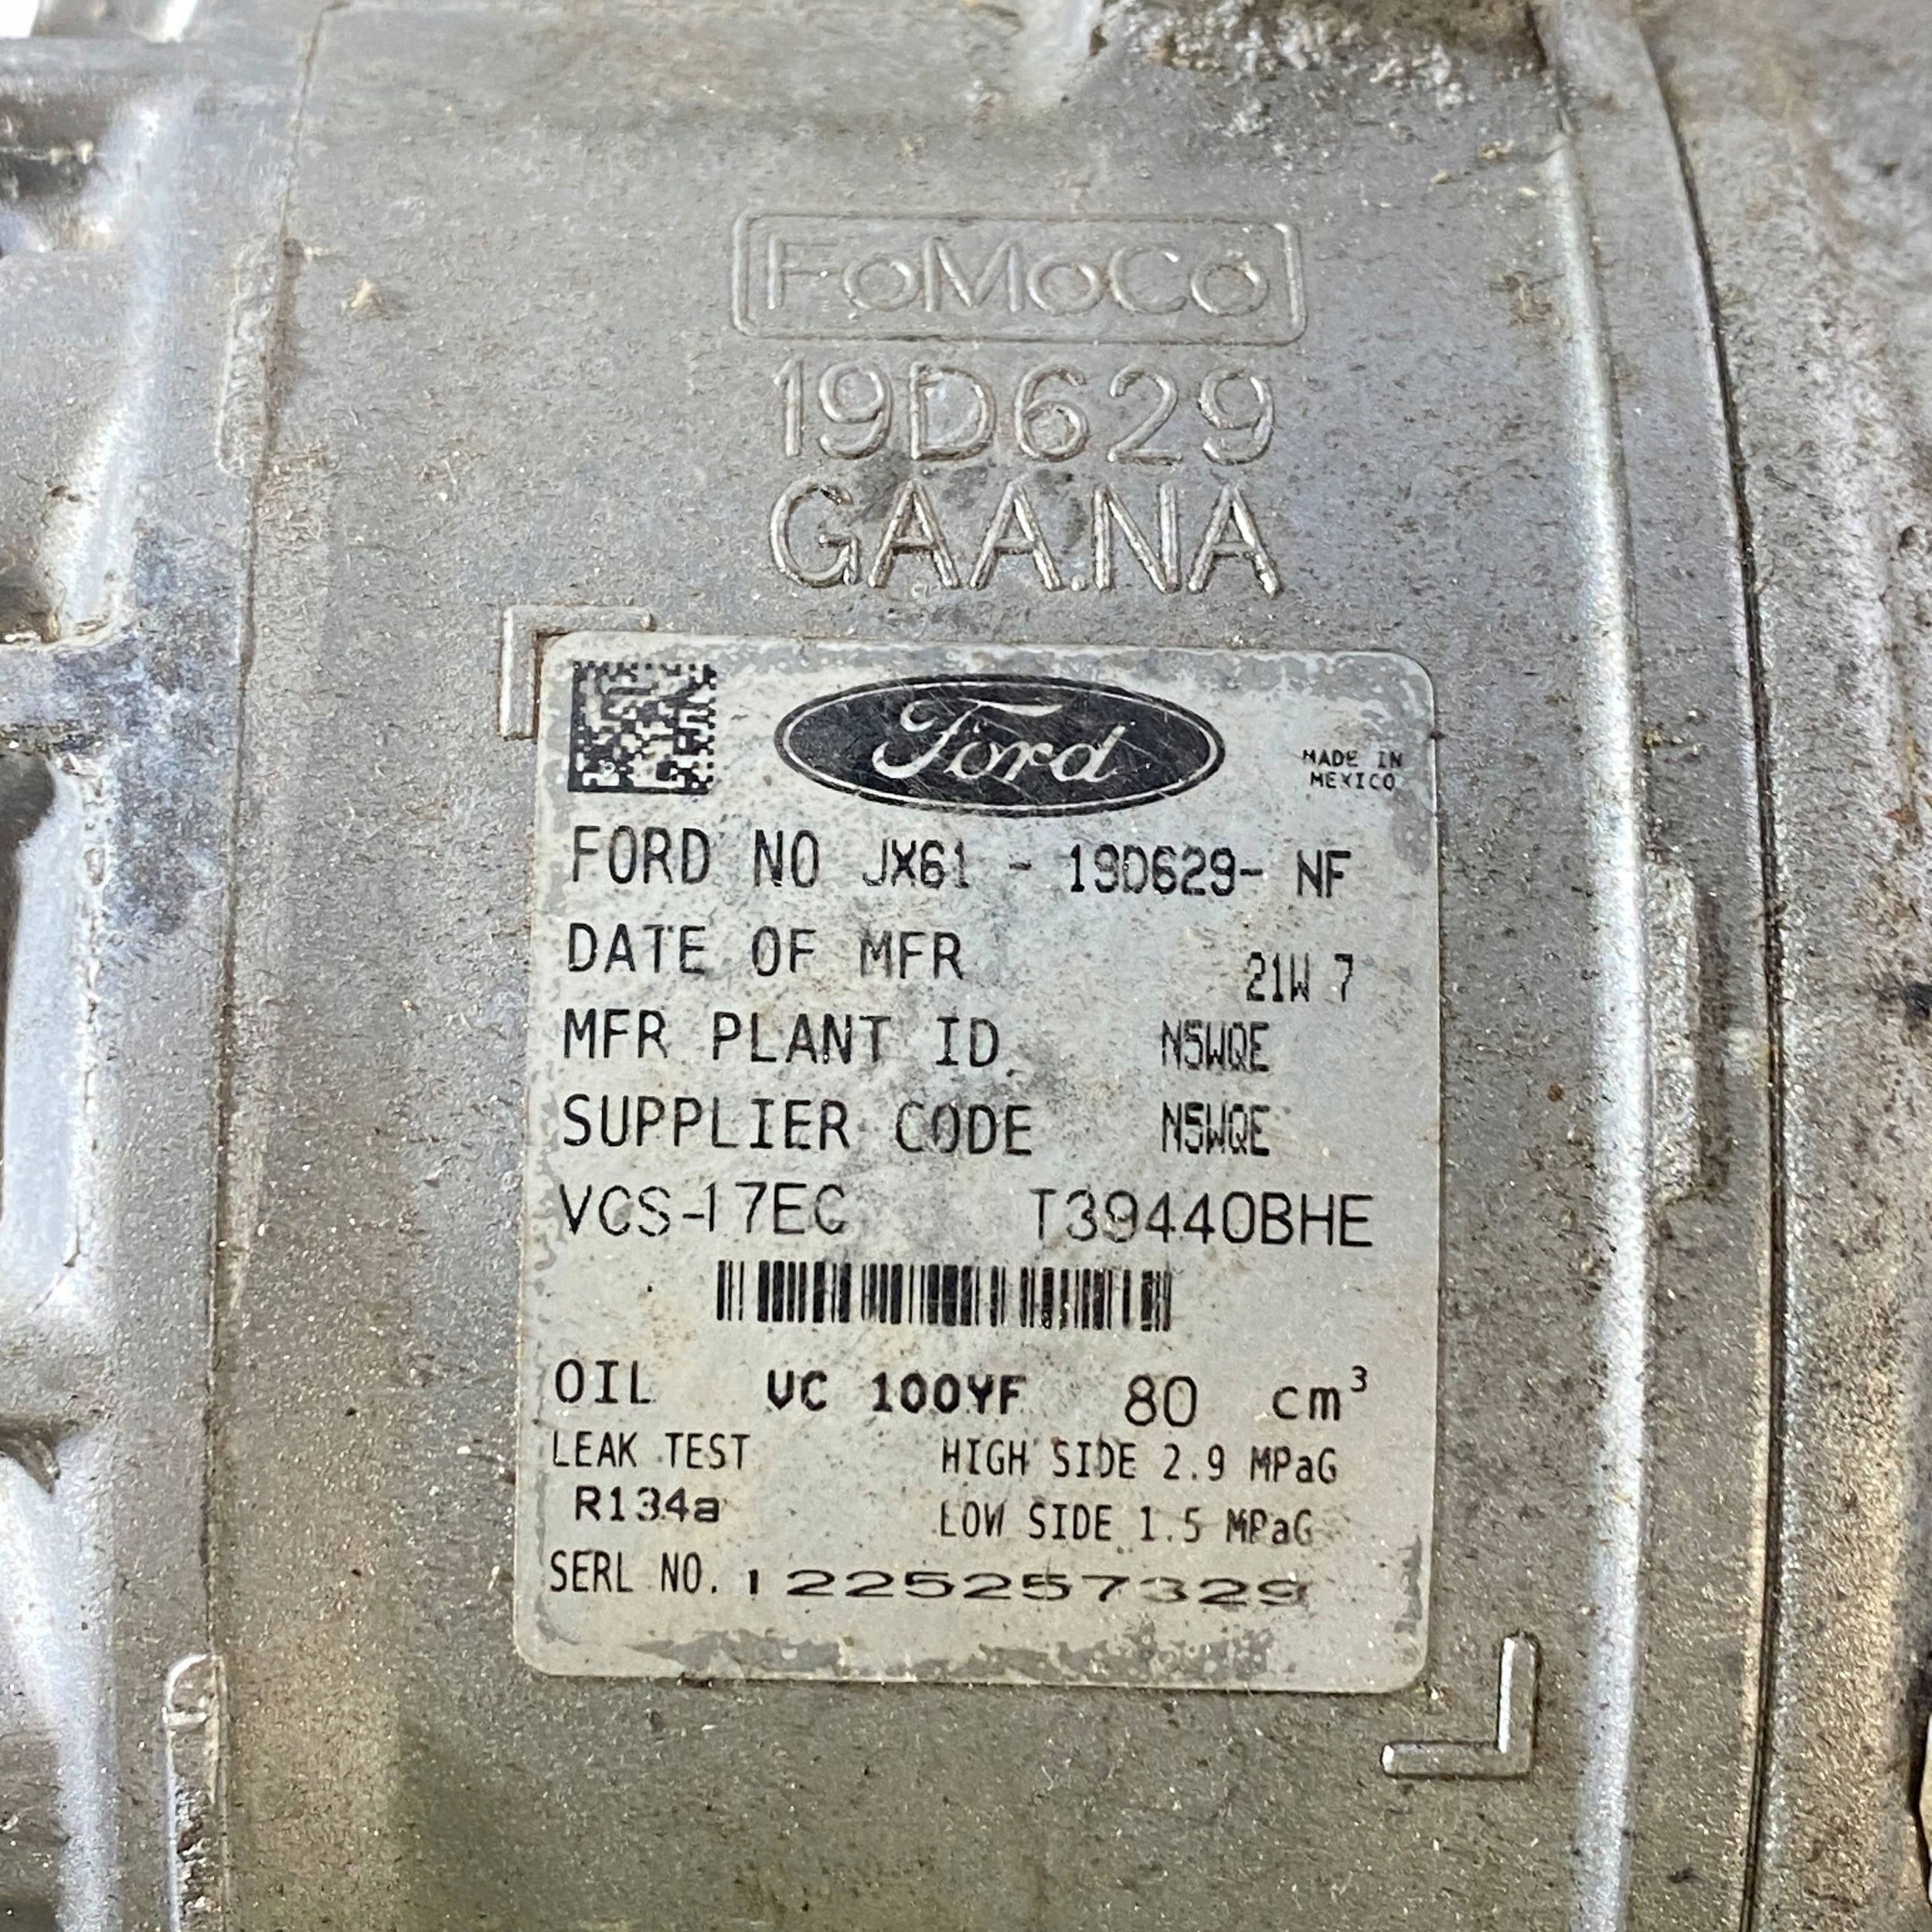 FoMoCo
19D629
GAA.NA
Ford
MADE IN
MEXICO
FORD NO JX61 - 19D629- NF
DATE OF MFR 21W 7
MFR PLANT ID N5WQE
SUPPLIER CODE N5WQE
VCS-17EC T39440BHE
OIL VC 100YF 80 cm³
LEAK TEST HIGH SIDE 2.9 MPaG
R134a LOW SIDE 1.5 MPaG
SERL NO. 1225257329